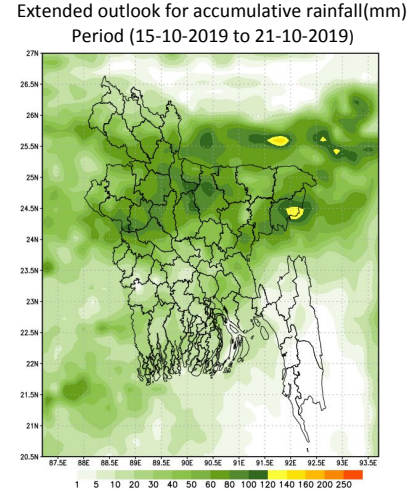 Extended outlook for accumulative rainfall(mm)
Period (15-10-2019 to 21-10-2019)
27N
26.5N
26N
25.5N
25N
24.5N
24N
23.5N
23N
22.5N
22N
21.5N
21N
20.5N
87.5E 88E 88.5E 89E 89.5E 90E 90.5E 91E 91.5E 92E 92.5E 93E 93.5E
1 5 10 20 30 40 50 60 80 100 120 140 160 200 250